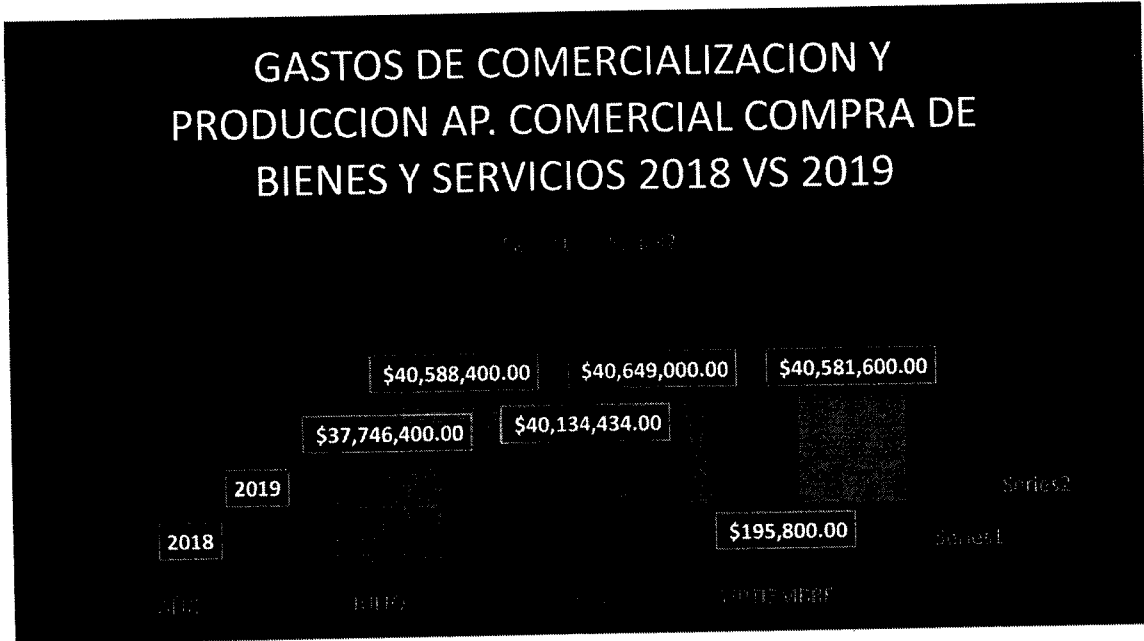 GASTOS DE COMERCIALIZACION Y
PRODUCCION AP. COMERCIAL COMPRA DE
BIENES Y SERVICIOS 2018 VS 2019
$40,588,400.00 $40,649,000.00 $40,581,600.00
$37,746,400.00 $40,134,434.00
2019
Series2
$195,800.00
2018
Series1
JULIO